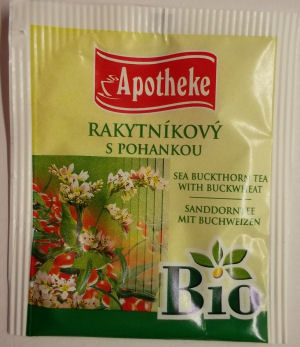 Apotheke
RAKYTNÍKOVÝ
S POHANKOU
SEA BUCKTHORN TEA
WITH BUCKWHEAT
SANDDORNTEE
MIT BUCHWEIZEN
Bio